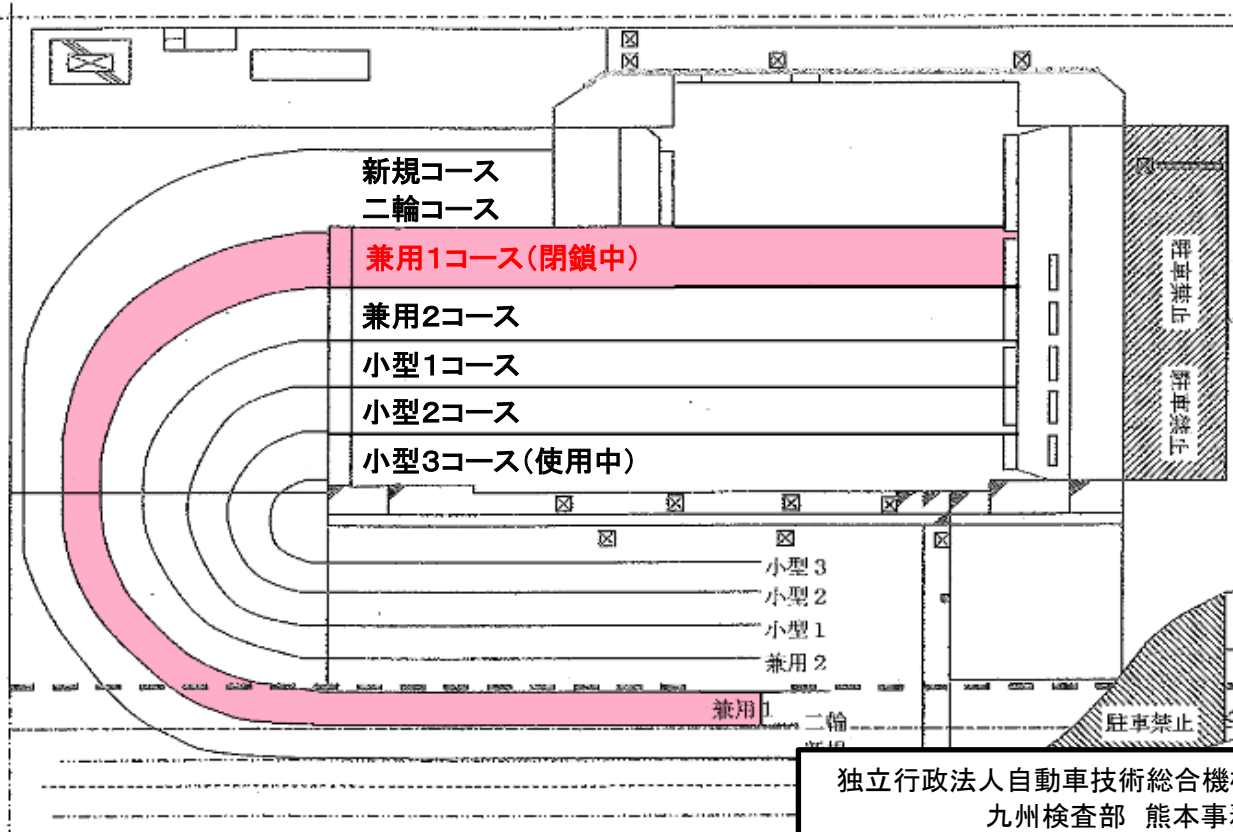 新規コース
二輪コース
兼用1コース(閉鎖中)
兼用2コース
小型1コース
小型2コース
小型3コース(使用中)
駐車禁止
駐車禁止
小型3
小型2
小型1
兼用2
兼用1
二輪
駐車禁止
独立行政法人自動車技術総合機
九州検査部 熊本事